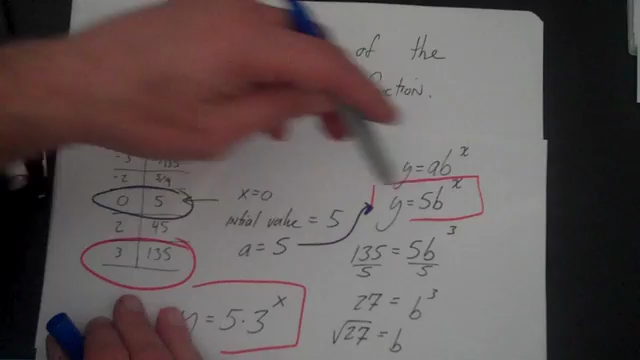 of the
y = ab^x
-2
0 5
x=0
y = 5b^x
initial value = 5
2 45
a = 5
135/5 = 5b^3/5
3 135
27 = b^3
y = 5·3^x
√27 = b